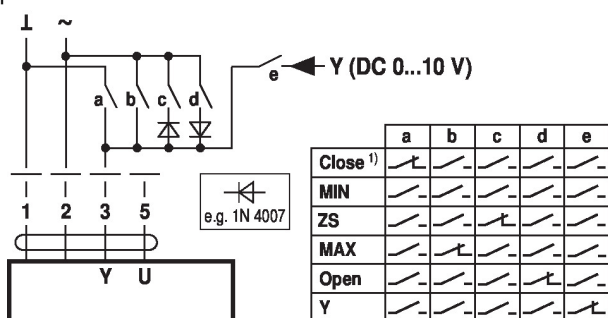 ⊥ ~
a b c d e Y (DC 0...10 V)
1 2 3 5
Y U
e.g. 1N 4007
a b c d e
Close ¹⁾
MIN
ZS
MAX
Open
Y